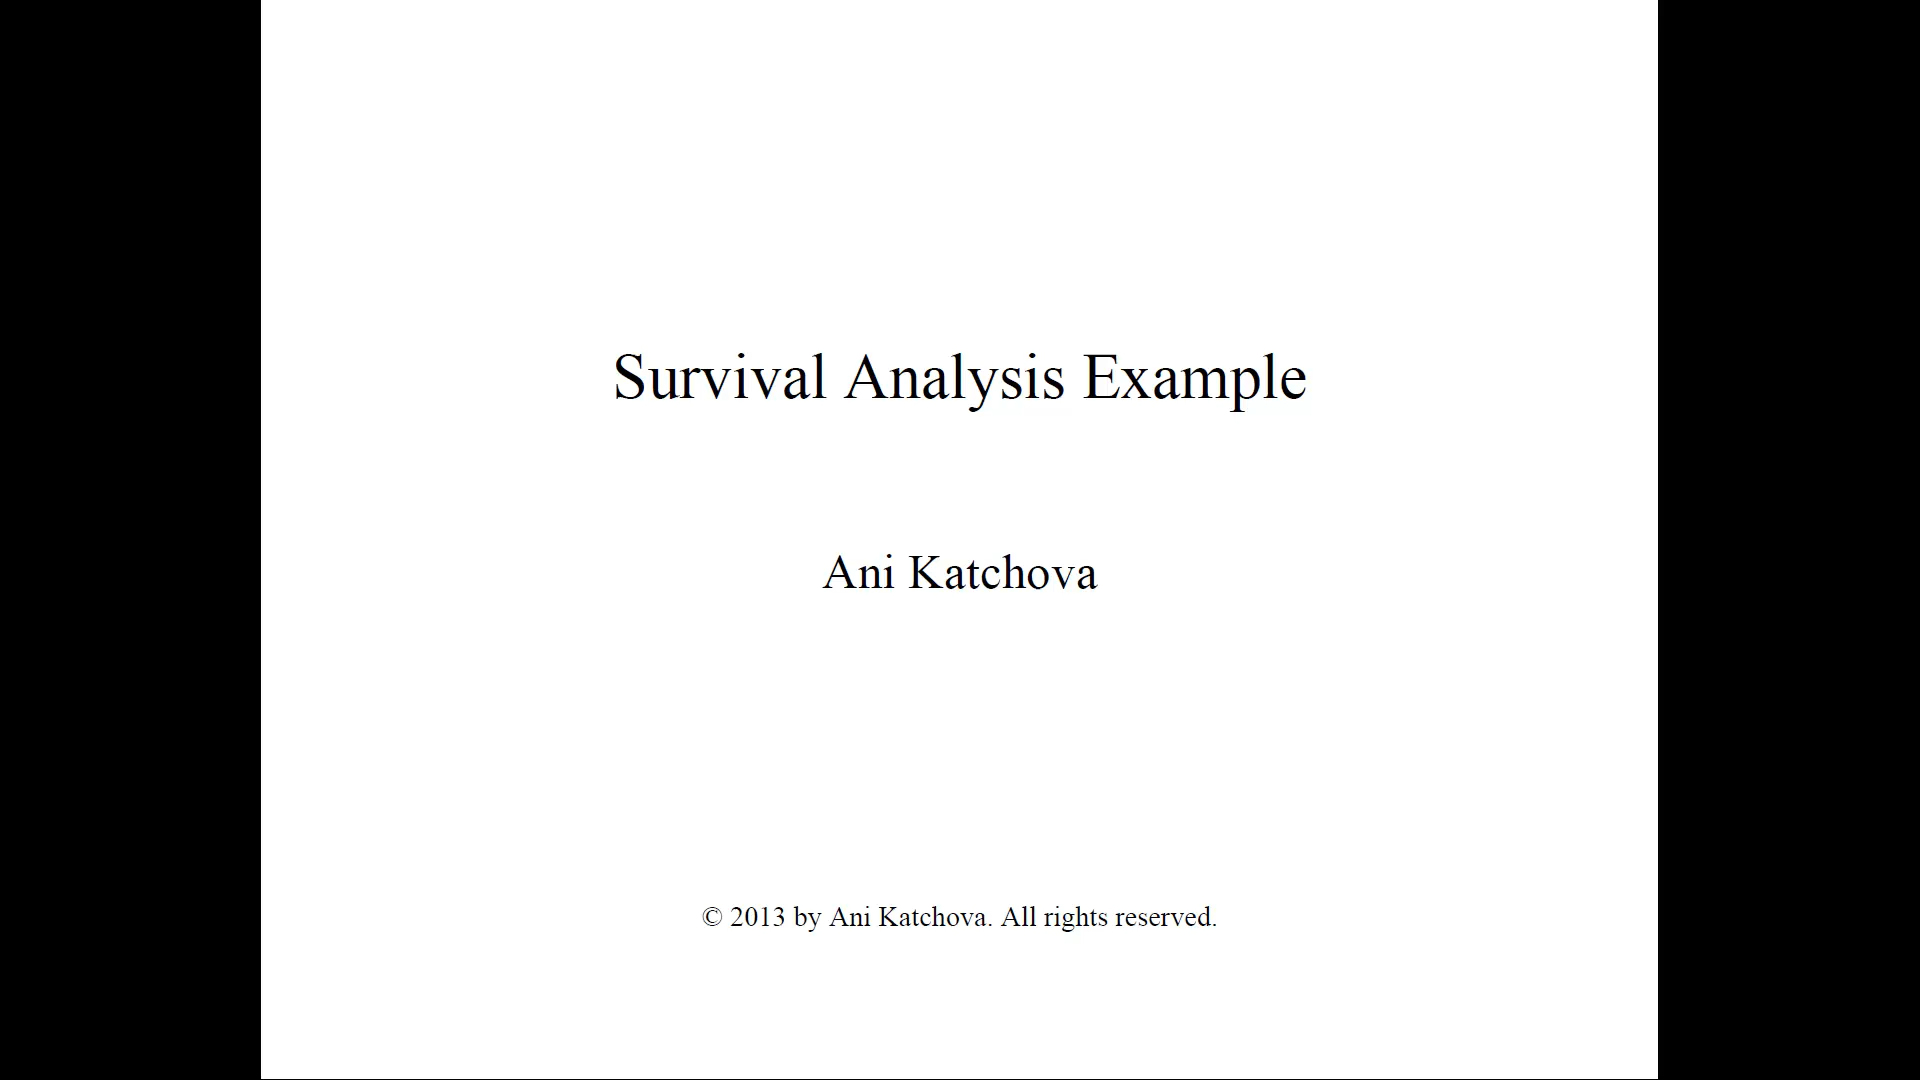 Survival Analysis Example
Ani Katchova
© 2013 by Ani Katchova. All rights reserved.